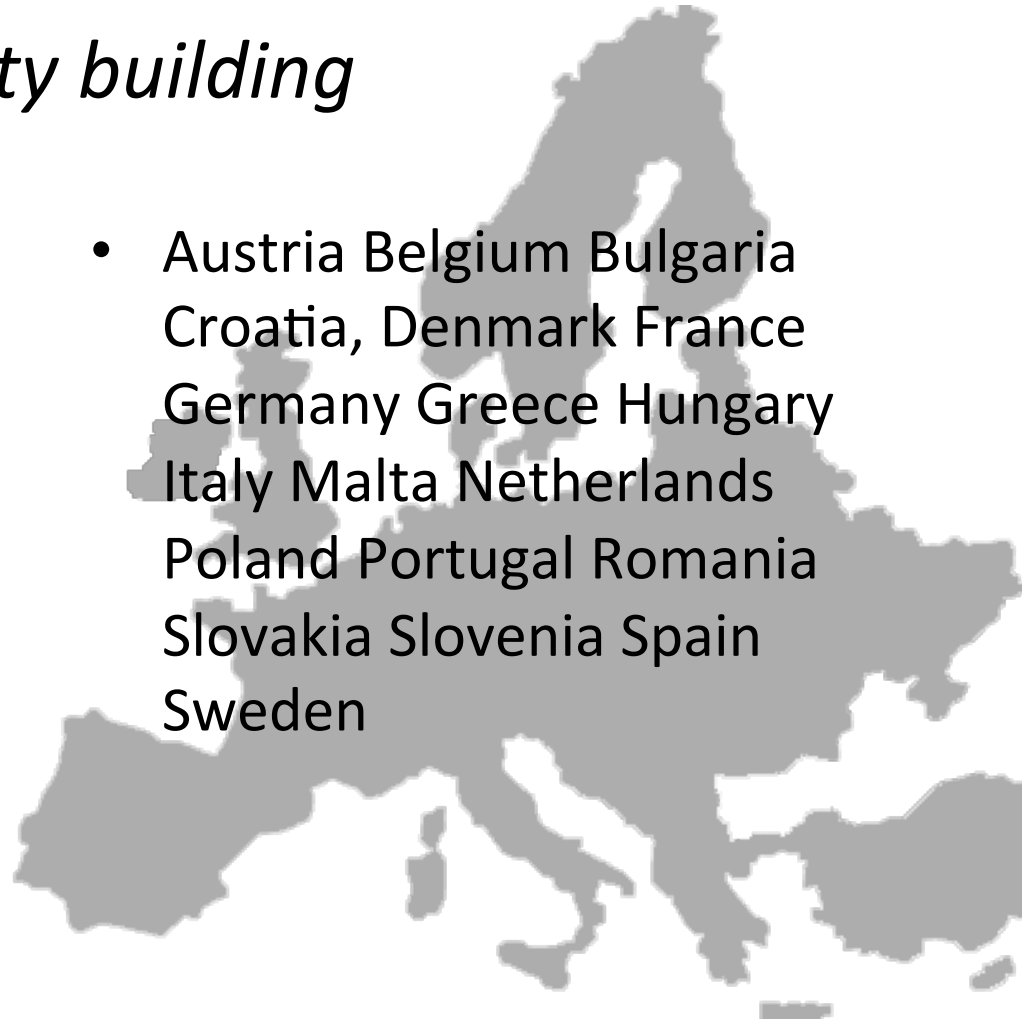 ty building
• Austria Belgium Bulgaria
Croatia, Denmark France
Germany Greece Hungary
Italy Malta Netherlands
Poland Portugal Romania
Slovakia Slovenia Spain
Sweden